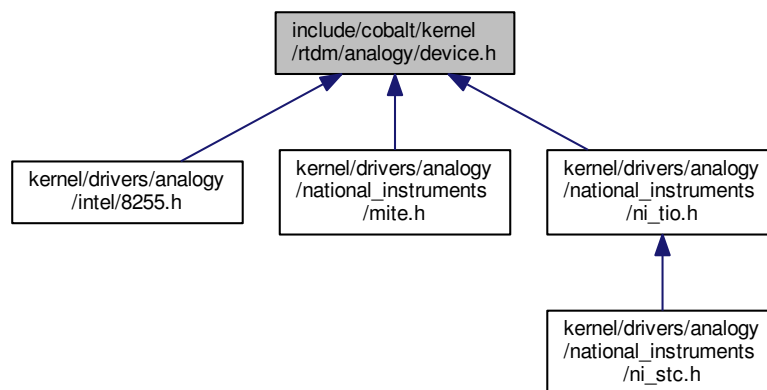 include/cobalt/kernel
/rtdm/analogy/device.h
kernel/drivers/analogy
/intel/8255.h
kernel/drivers/analogy
/national_instruments
/mite.h
kernel/drivers/analogy
/national_instruments
/ni_tio.h
kernel/drivers/analogy
/national_instruments
/ni_stc.h